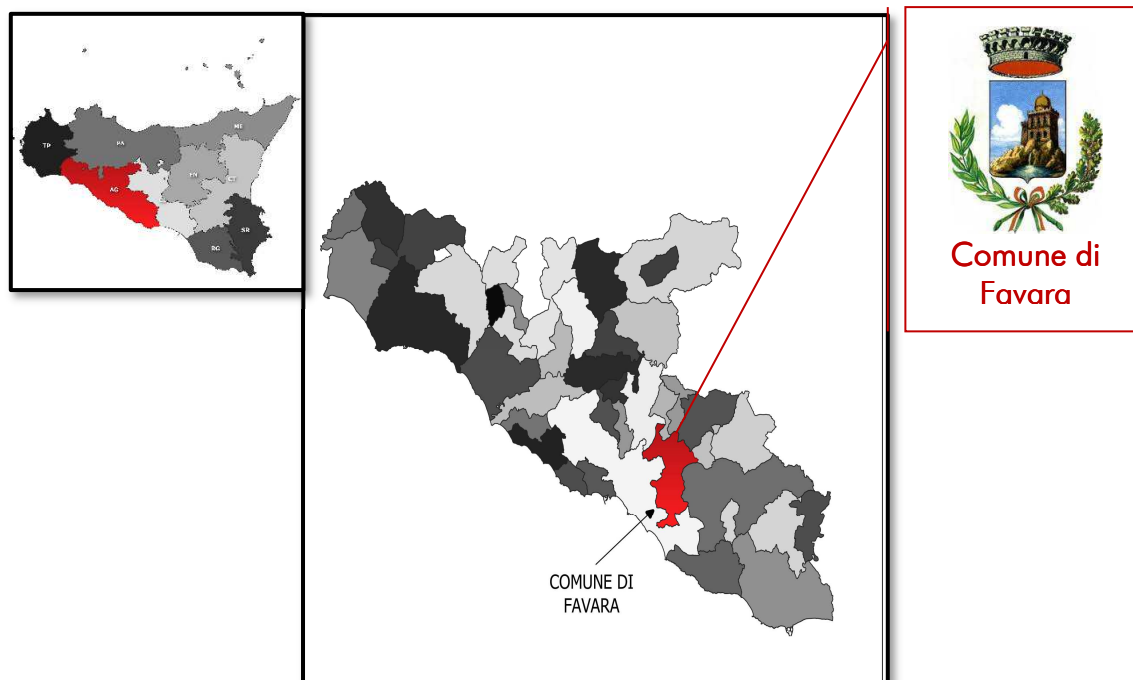 TP
PA
ME
AG
EN
CT
SR
RG
COMUNE DI
FAVARA
Comune di
Favara